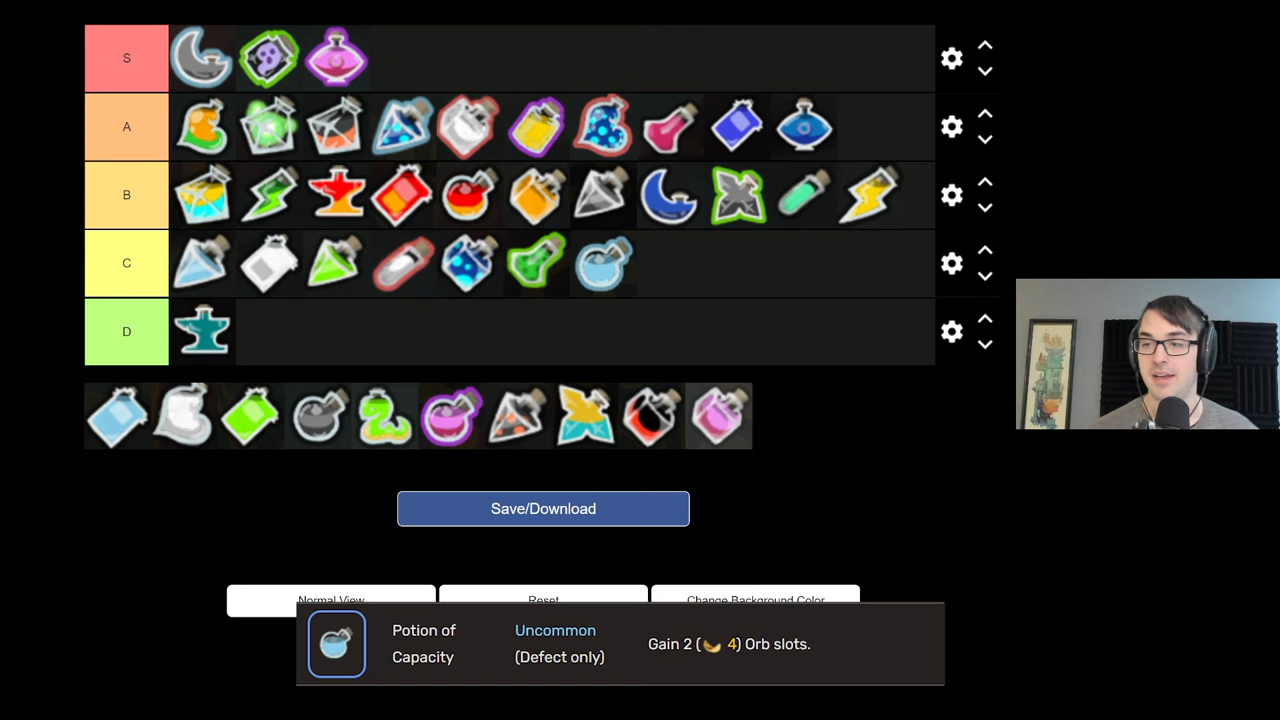 S
A
B
C
D
Save/Download
Normal View
Reset
Change Background Color
Potion of Capacity
Uncommon (Defect only)
Gain 2 ( 4) Orb slots.